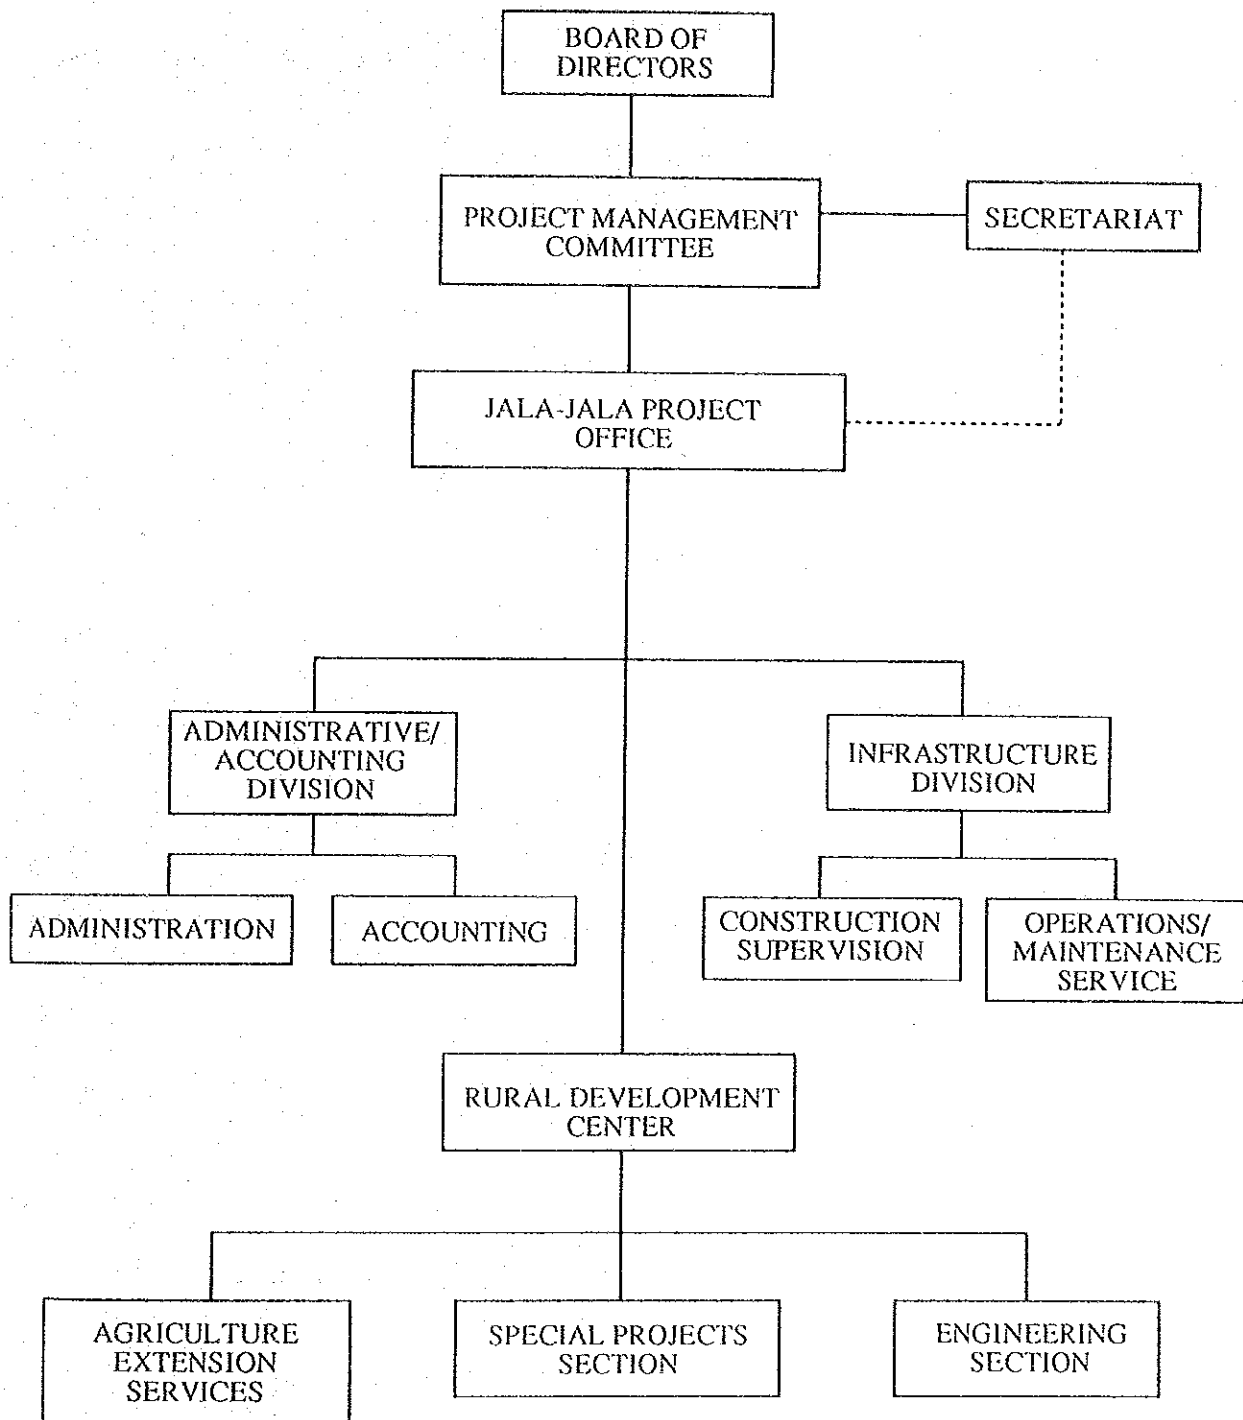 BOARD OF
DIRECTORS
PROJECT MANAGEMENT
COMMITTEE
SECRETARIAT
JALA-JALA PROJECT
OFFICE
ADMINISTRATIVE/
ACCOUNTING
DIVISION
INFRASTRUCTURE
DIVISION
ADMINISTRATION
ACCOUNTING
CONSTRUCTION
SUPERVISION
OPERATIONS/
MAINTENANCE
SERVICE
RURAL DEVELOPMENT
CENTER
AGRICULTURE
EXTENSION
SERVICES
SPECIAL PROJECTS
SECTION
ENGINEERING
SECTION